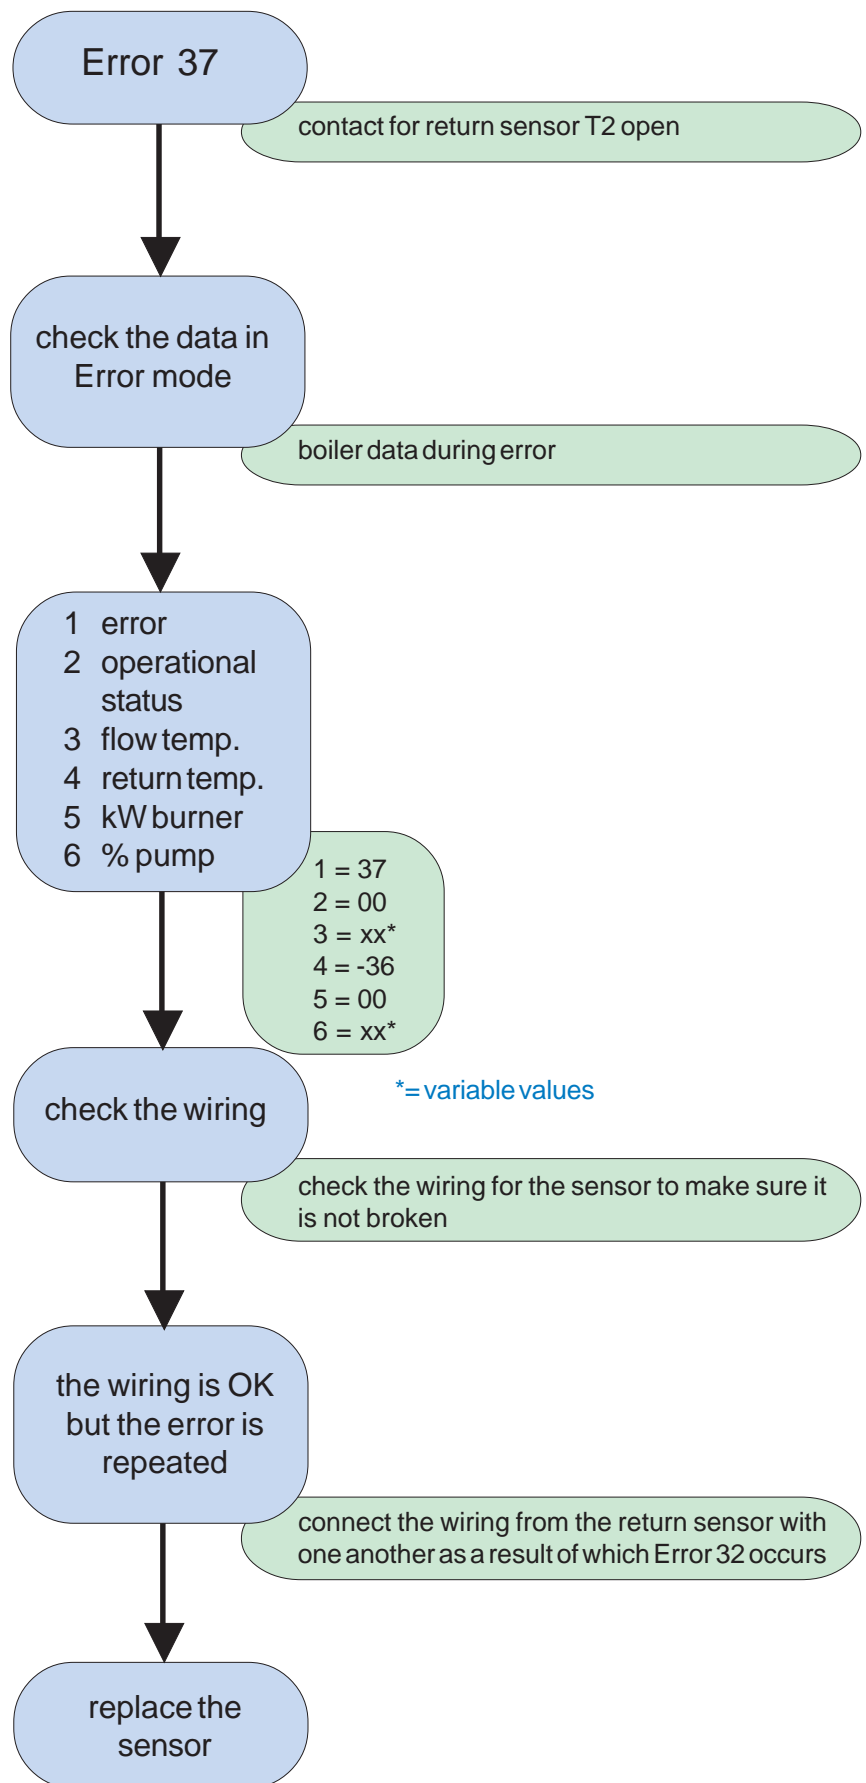 Error 37
contact for return sensor T2 open
check the data in
Error mode
boiler data during error
1 error
2 operational
status
3 flow temp.
4 return temp.
5 kW burner
6 % pump
1 = 37
2 = 00
3 = xx*
4 = -36
5 = 00
6 = xx*
*= variable values
check the wiring
check the wiring for the sensor to make sure it
is not broken
the wiring is OK
but the error is
repeated
connect the wiring from the return sensor with
one another as a result of which Error 32 occurs
replace the
sensor